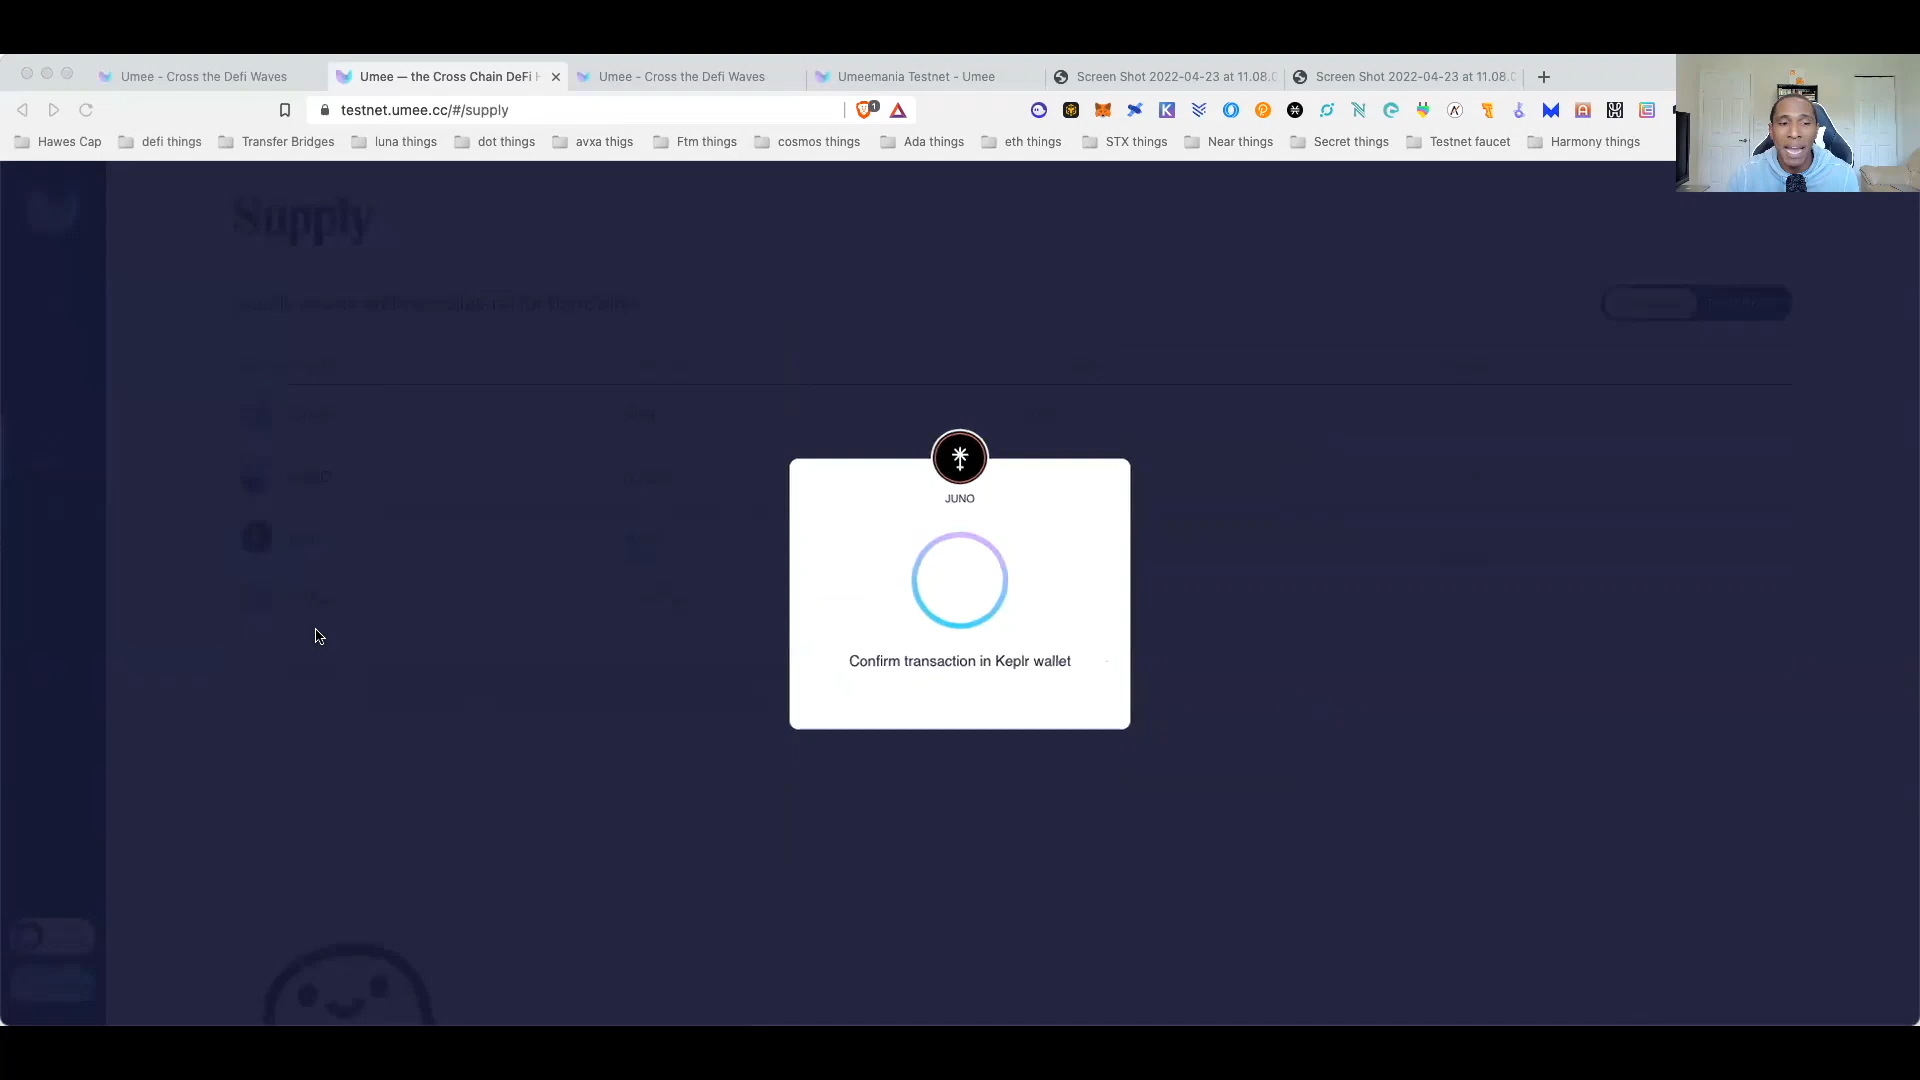 Umee - Cross the Defi Waves
Umee — the Cross Chain DeFi H
Umee - Cross the Defi Waves
Umeemania Testnet - Umee
Screen Shot 2022-04-23 at 11.08.0
Screen Shot 2022-04-23 at 11.08.0
testnet.umee.cc/#/supply
1
Hawes Cap
defi things
Transfer Bridges
luna things
dot things
avxa thigs
Ftm things
cosmos things
Ada things
eth things
STX things
Near things
Secret things
Testnet faucet
Harmony things
Supply
JUNO
Confirm transaction in Keplr wallet